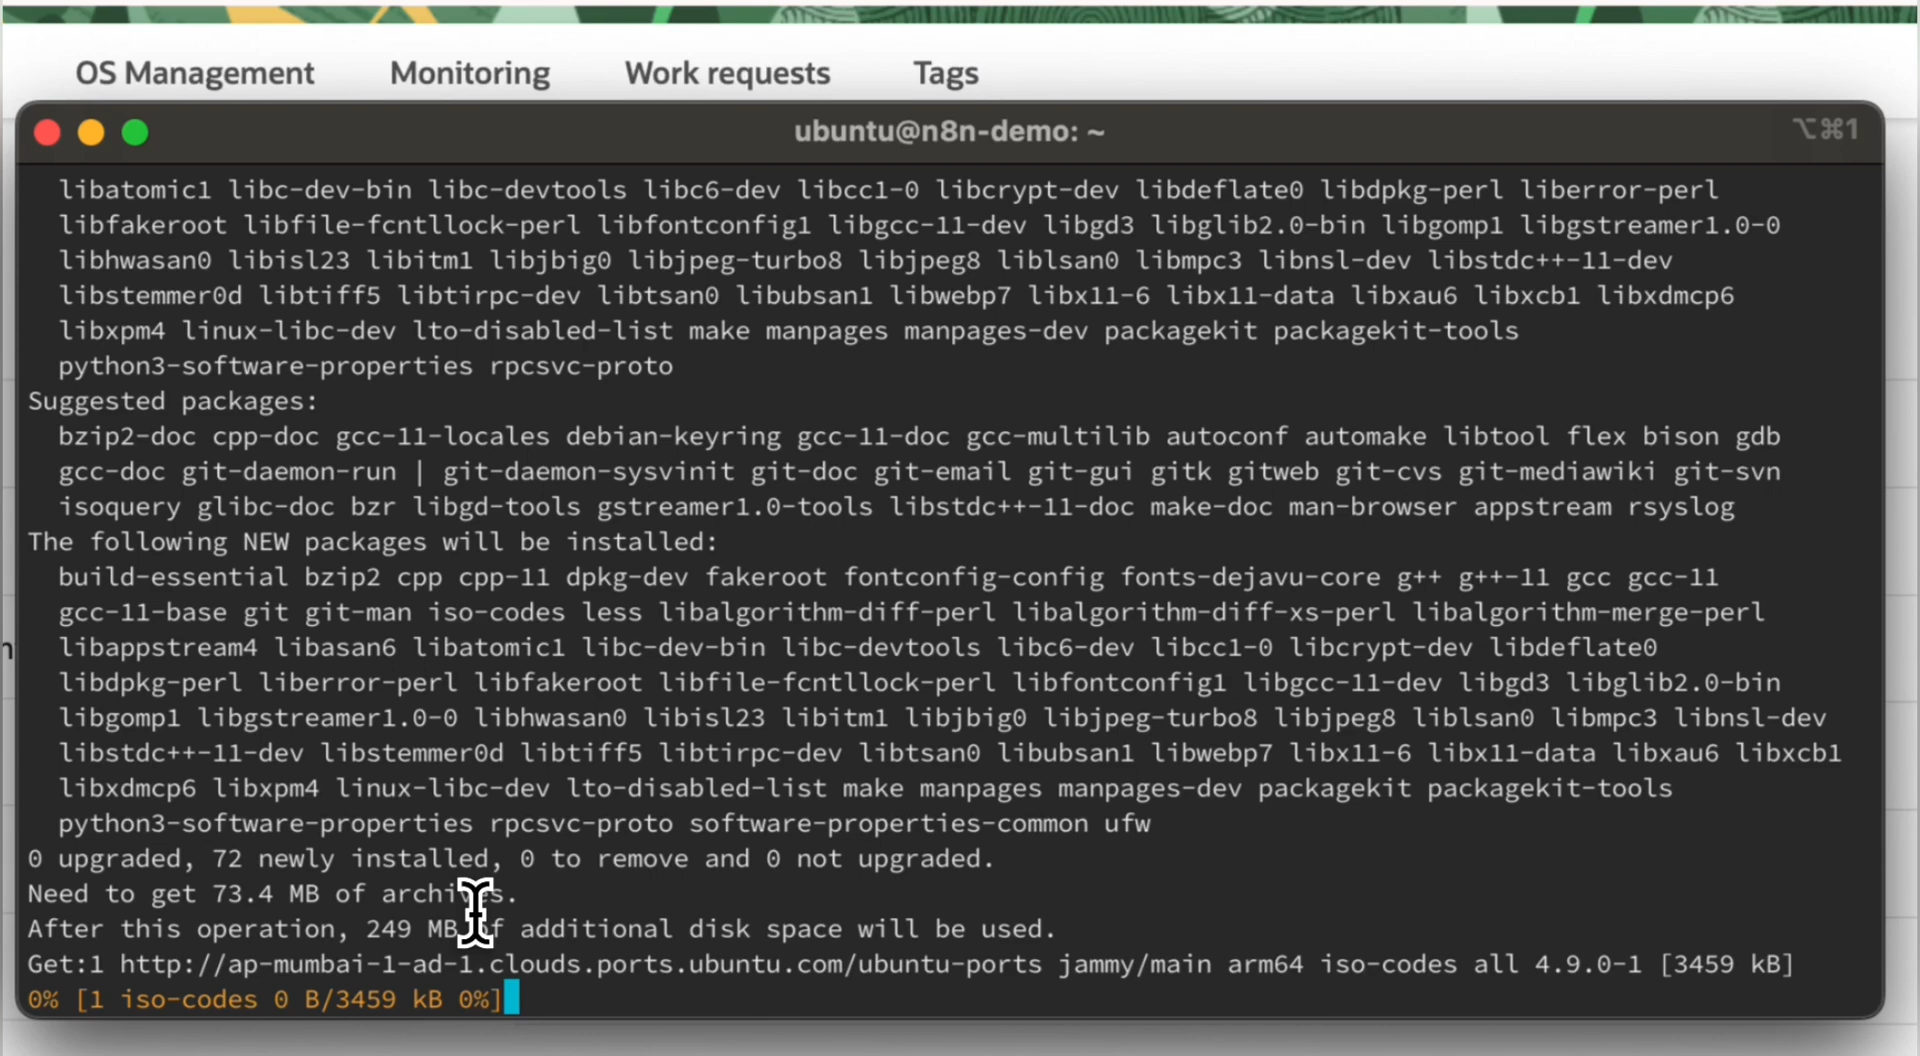 OS Management Monitoring Work requests Tags
ubuntu@n8n-demo: ~ ⌥⌘1
libatomic1 libc-dev-bin libc-devtools libc6-dev libcc1-0 libcrypt-dev libdeflate0 libdpkg-perl liberror-perl
libfakeroot libfile-fcntllock-perl libfontconfig1 libgcc-11-dev libgd3 libglib2.0-bin libgomp1 libgstreamer1.0-0
libhwasan0 libisl23 libitm1 libjbig0 libjpeg-turbo8 libjpeg8 liblsan0 libmpc3 libnsl-dev libstdc++-11-dev
libstemmer0d libtiff5 libtirpc-dev libtsan0 libubsan1 libwebp7 libx11-6 libx11-data libxau6 libxcb1 libxdmcp6
libxpm4 linux-libc-dev lto-disabled-list make manpages manpages-dev packagekit packagekit-tools
python3-software-properties rpcsvc-proto
Suggested packages:
bzip2-doc cpp-doc gcc-11-locales debian-keyring gcc-11-doc gcc-multilib autoconf automake libtool flex bison gdb
gcc-doc git-daemon-run | git-daemon-sysvinit git-doc git-email git-gui gitk gitweb git-cvs git-mediawiki git-svn
isoquery glibc-doc bzr libgd-tools gstreamer1.0-tools libstdc++-11-doc make-doc man-browser appstream rsyslog
The following NEW packages will be installed:
build-essential bzip2 cpp cpp-11 dpkg-dev fakeroot fontconfig-config fonts-dejavu-core g++ g++-11 gcc gcc-11
gcc-11-base git git-man iso-codes less libalgorithm-diff-perl libalgorithm-diff-xs-perl libalgorithm-merge-perl
libappstream4 libasan6 libatomic1 libc-dev-bin libc-devtools libc6-dev libcc1-0 libcrypt-dev libdeflate0
libdpkg-perl liberror-perl libfakeroot libfile-fcntllock-perl libfontconfig1 libgcc-11-dev libgd3 libglib2.0-bin
libgomp1 libgstreamer1.0-0 libhwasan0 libisl23 libitm1 libjbig0 libjpeg-turbo8 libjpeg8 liblsan0 libmpc3 libnsl-dev
libstdc++-11-dev libstemmer0d libtiff5 libtirpc-dev libtsan0 libubsan1 libwebp7 libx11-6 libx11-data libxau6 libxcb1
libxdmcp6 libxpm4 linux-libc-dev lto-disabled-list make manpages manpages-dev packagekit packagekit-tools
python3-software-properties rpcsvc-proto software-properties-common ufw
0 upgraded, 72 newly installed, 0 to remove and 0 not upgraded.
Need to get 73.4 MB of archives.
After this operation, 249 MB of additional disk space will be used.
Get:1 http://ap-mumbai-1-ad-1.clouds.ports.ubuntu.com/ubuntu-ports jammy/main arm64 iso-codes all 4.9.0-1 [3459 kB]
0% [1 iso-codes 0 B/3459 kB 0%]